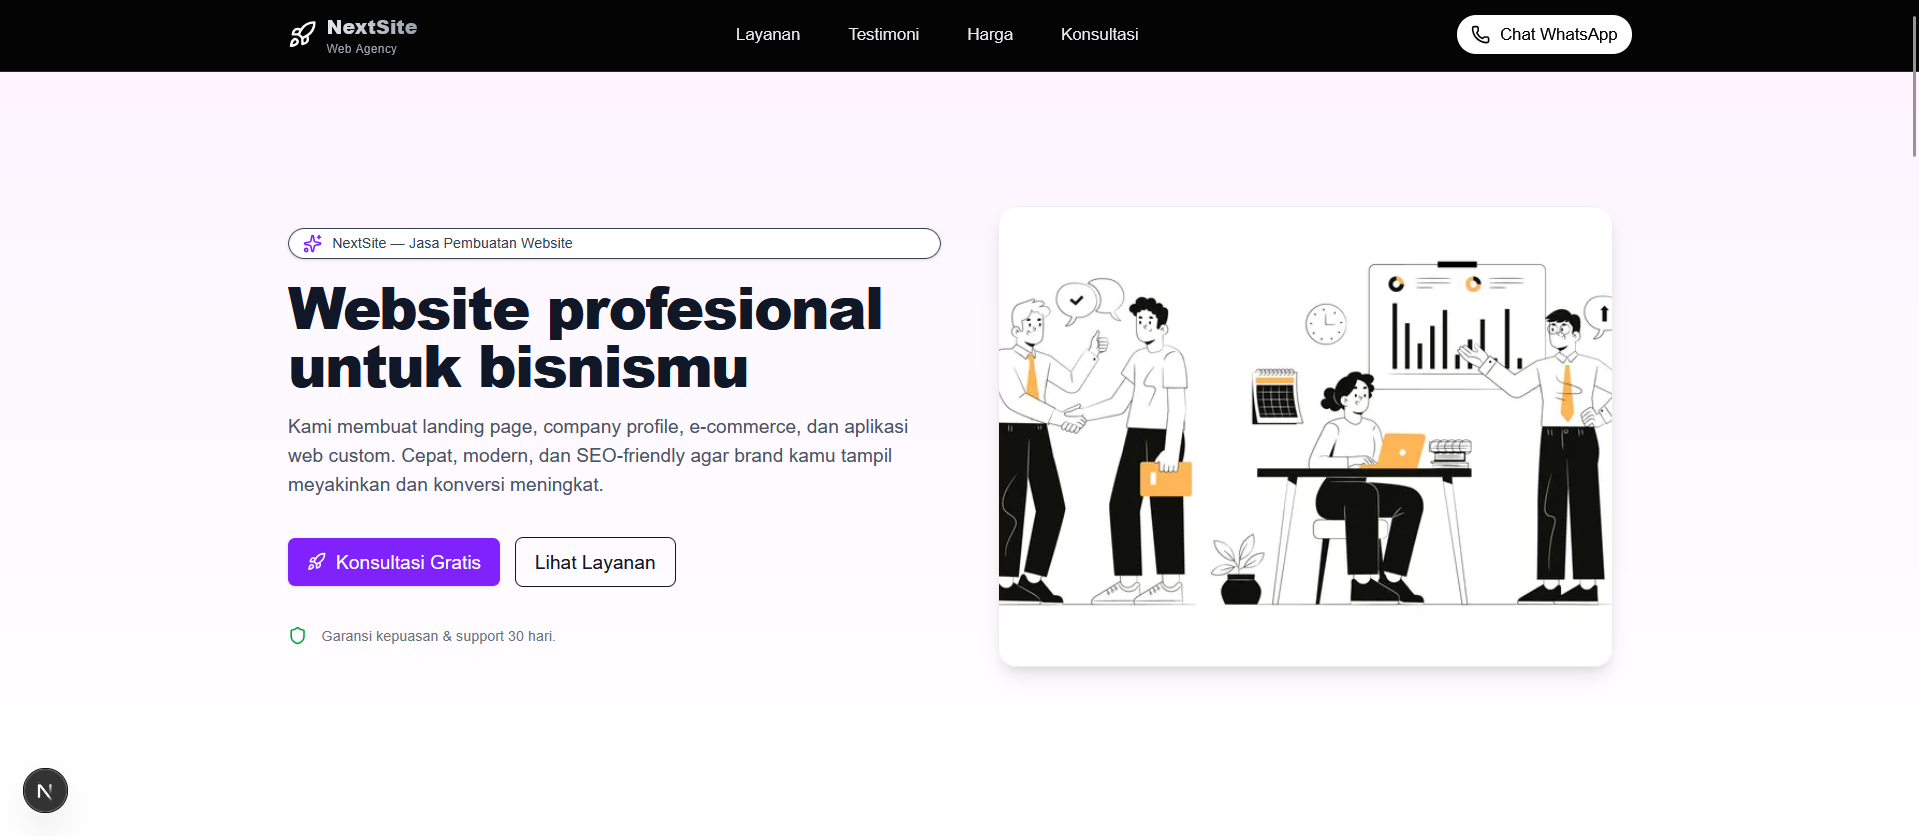 NextSite
Web Agency
Layanan
Testimoni
Harga
Konsultasi
Chat WhatsApp
NextSite — Jasa Pembuatan Website
Website profesional
untuk bisnismu
Kami membuat landing page, company profile, e-commerce, dan aplikasi
web custom. Cepat, modern, dan SEO-friendly agar brand kamu tampil
meyakinkan dan konversi meningkat.
Konsultasi Gratis
Lihat Layanan
Garansi kepuasan & support 30 hari.
N